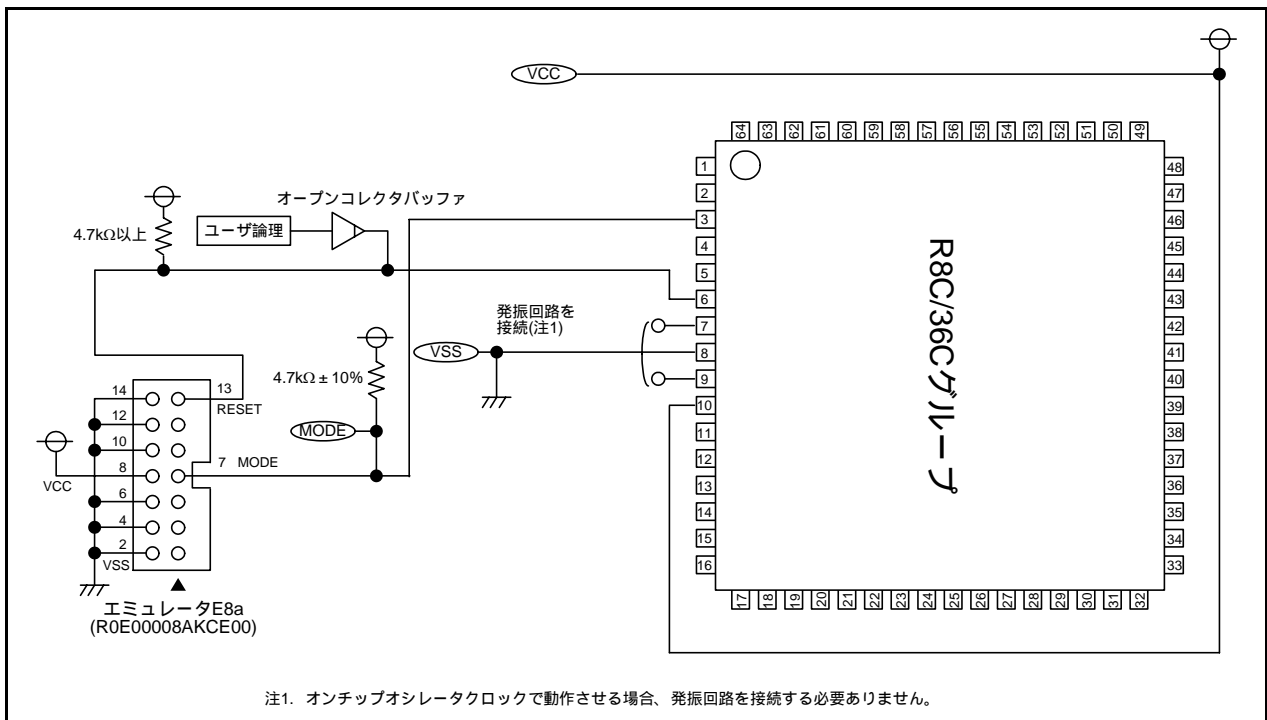 VCC
64 63 62 61 60 59 58 57 56 55 54 53 52 51 50 49
1 2 3 4 5 6 7 8 9 10 11 12 13 14 15 16
48 47 46 45 44 43 42 41 40 39 38 37 36 35 34 33
17 18 19 20 21 22 23 24 25 26 27 28 29 30 31 32
R8C/36Cグループ
オープンコレクタバッファ
ユーザ論理
4.7kΩ以上
発振回路を
接続(注1)
VSS
4.7kΩ±10%
MODE
14
12
10
8
6
4
2
13
RESET
7 MODE
VCC
VSS
エミュレータE8a
(R0E00008AKCE00)
注1. オンチップオシレータクロックで動作させる場合、発振回路を接続する必要ありません。